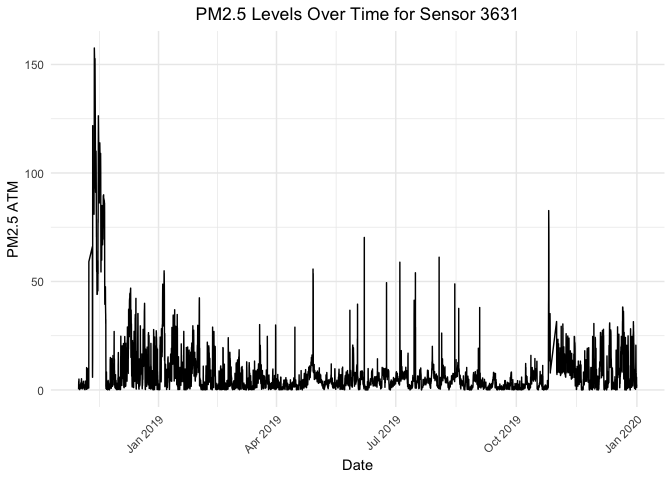 PM2.5 Levels Over Time for Sensor 3631
PM2.5 ATM
150
100
50
0
Jan 2019
Apr 2019
Jul 2019
Oct 2019
Jan 2020
Date